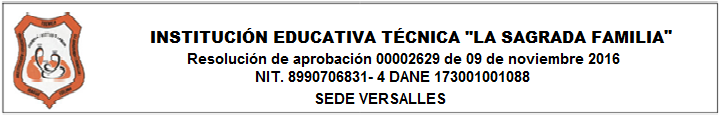 INSTITUCIÓN EDUCATIVA TÉCNICA "LA SAGRADA FAMILIA"
Resolución de aprobación 00002629 de 09 de noviembre 2016
NIT. 8990706831- 4 DANE 173001001088
SEDE VERSALLES